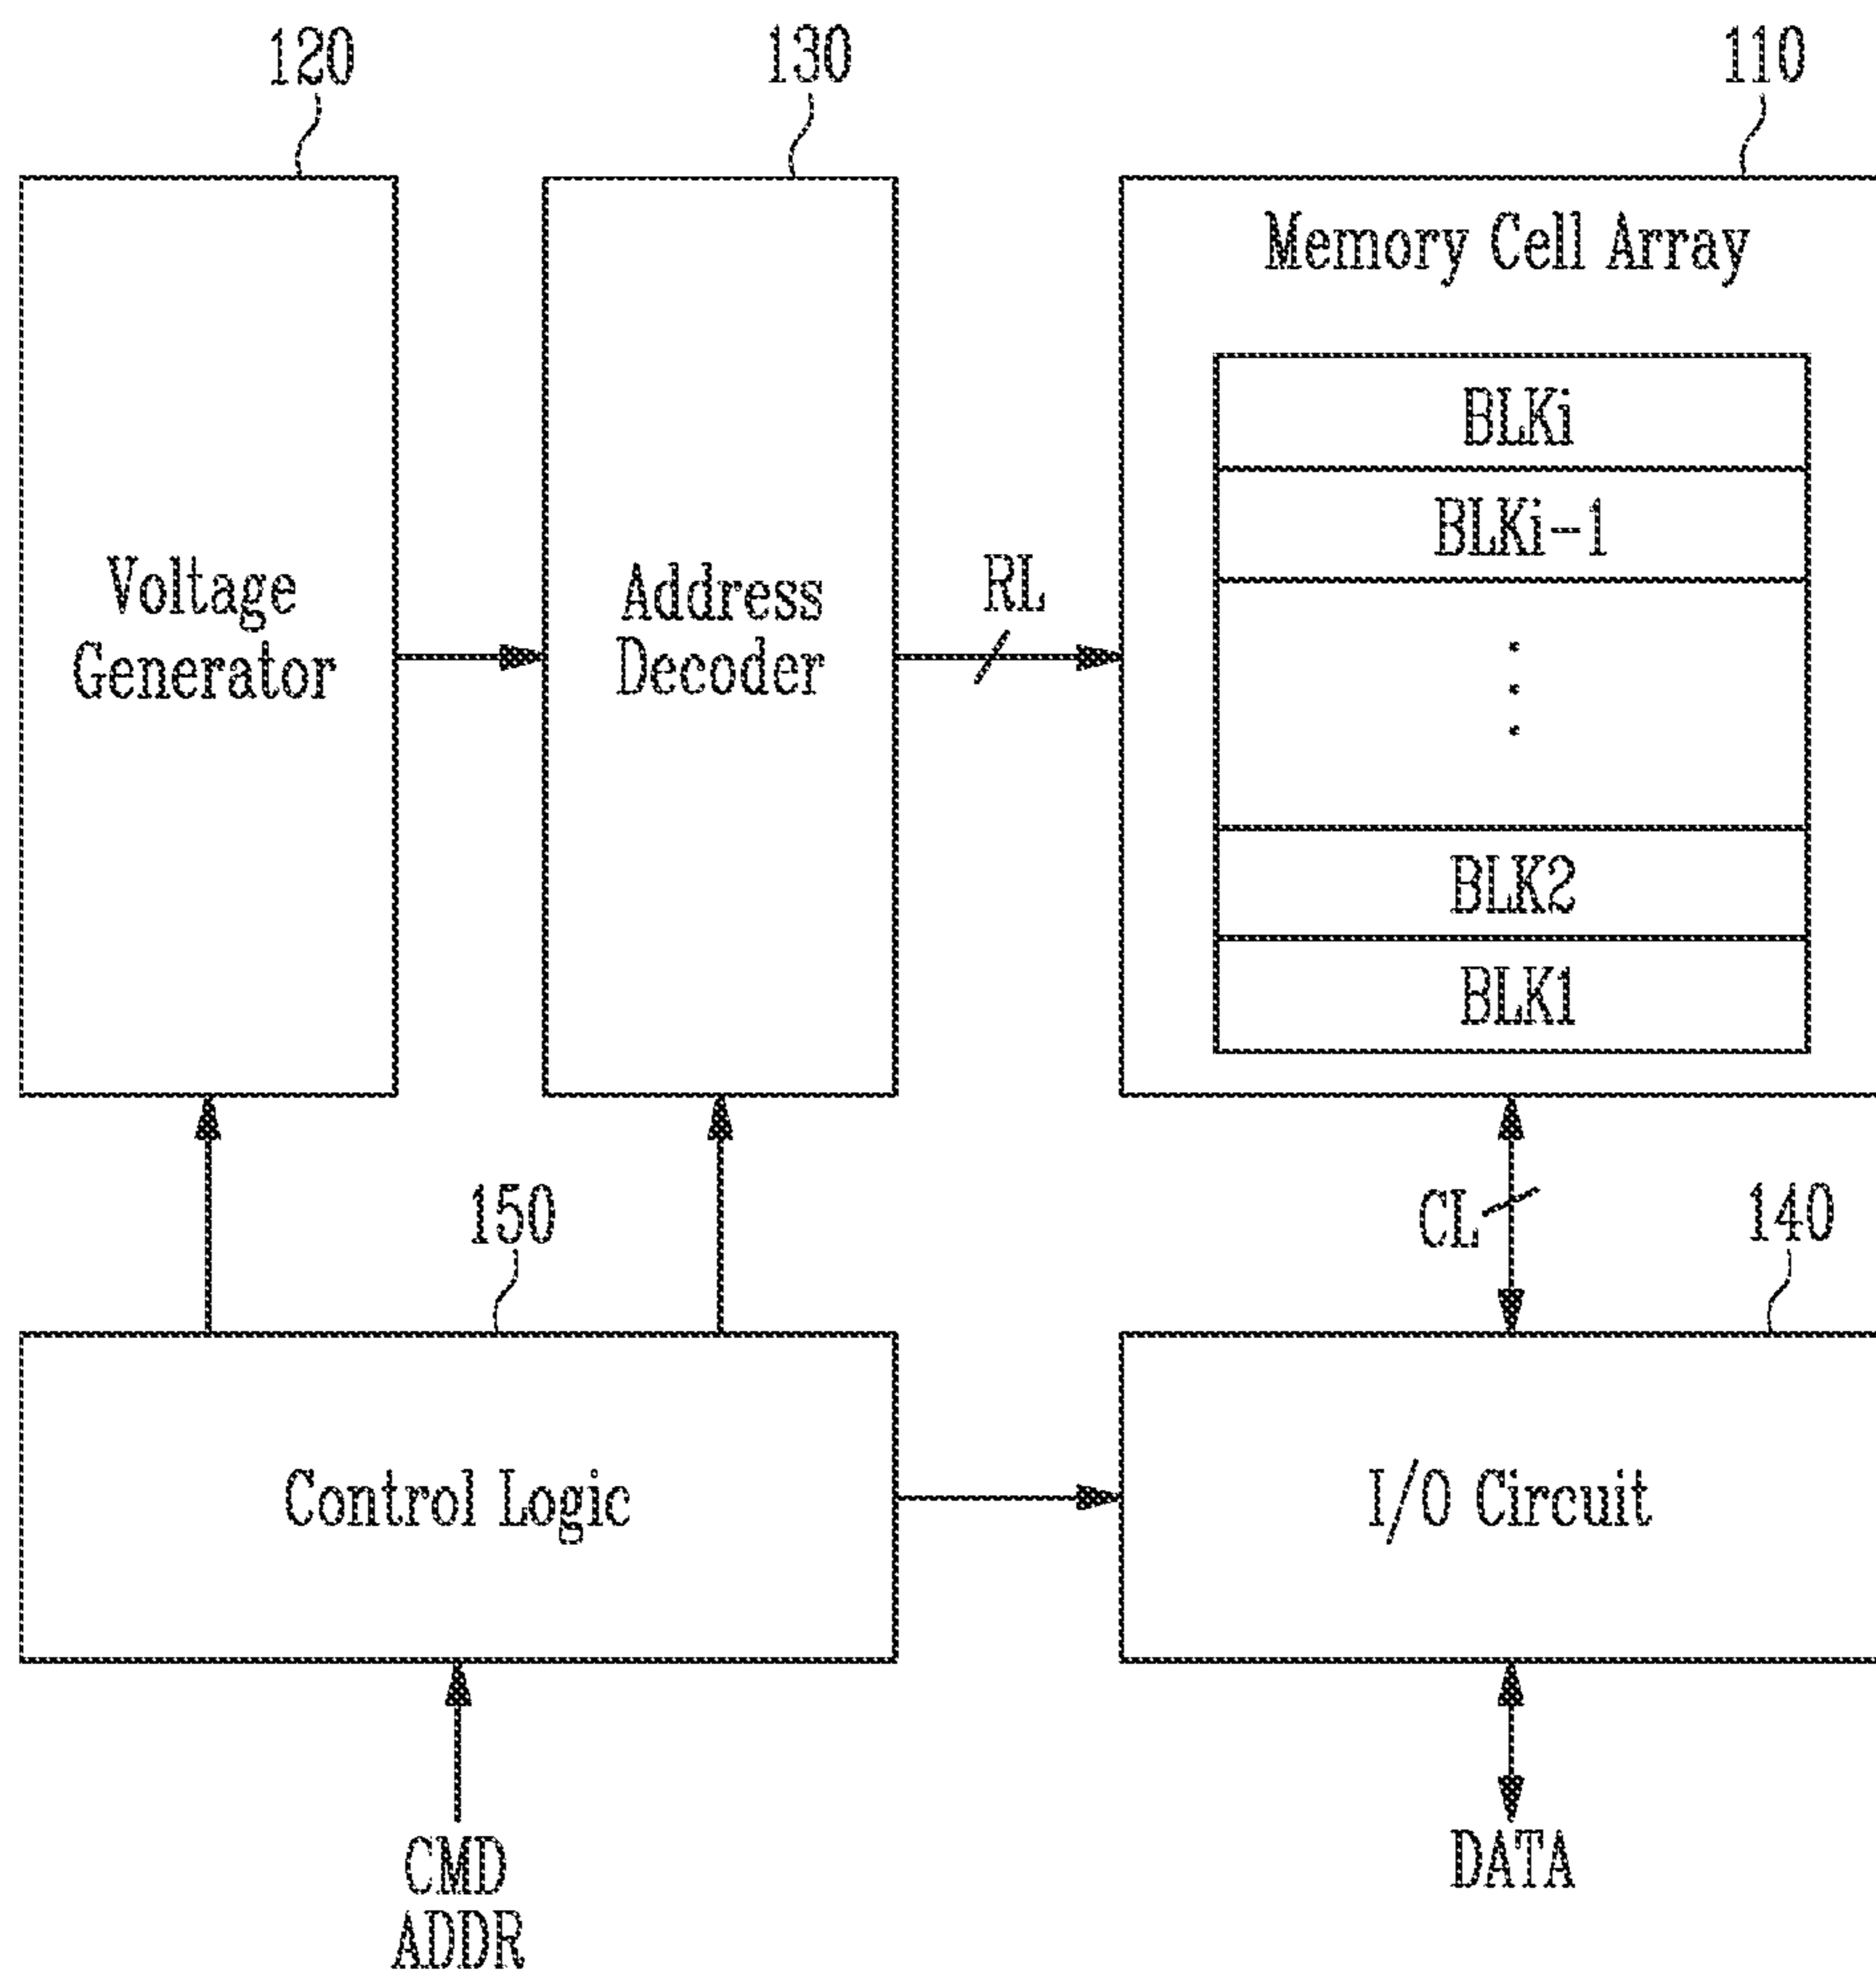 120
130
110
Memory Cell Array
BLKi
BLKi-1
Voltage
Generator
Address
Decoder
RL
BLK2
BLK1
150
CL
140
Control Logic
I/O Circuit
CMD
ADDR
DATA